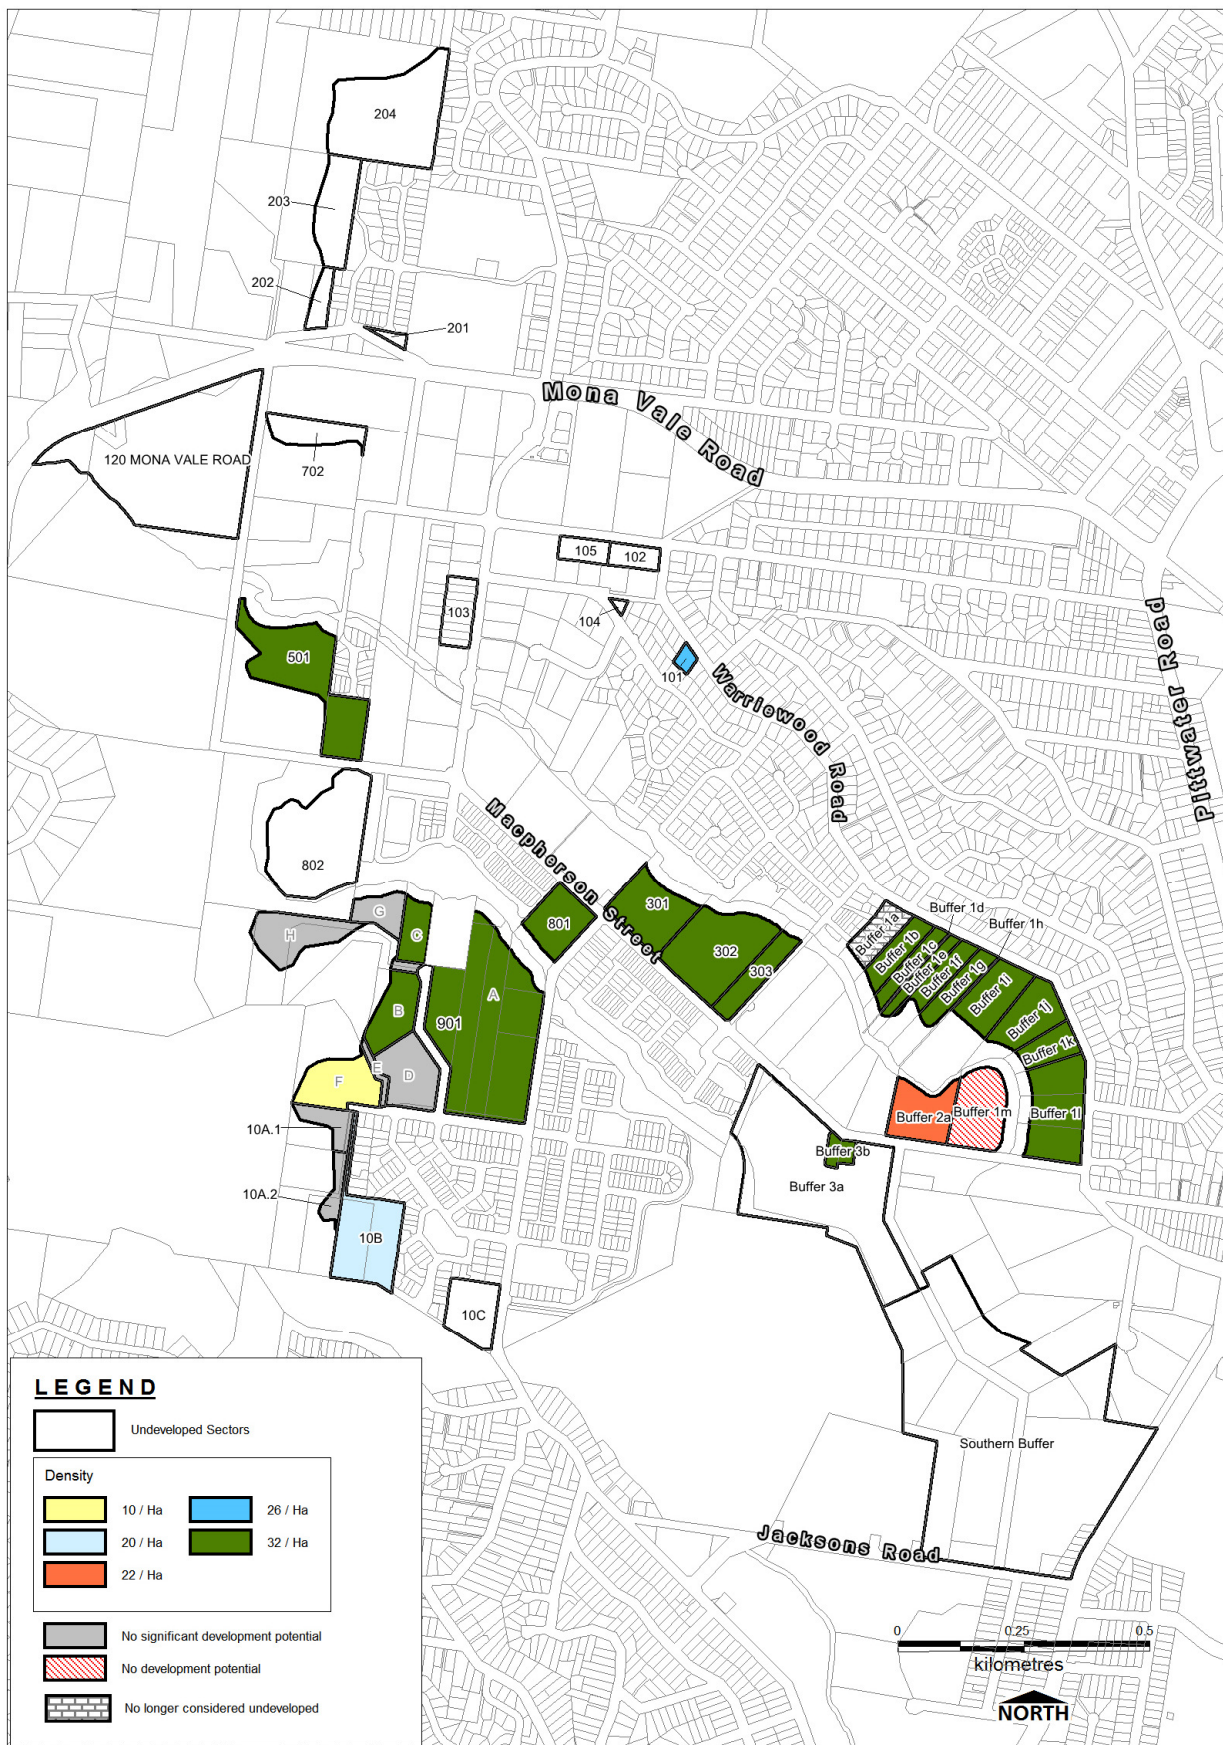 204
203
202
201
Mona Vale Road
120 MONA VALE ROAD
702
105
102
103
104
101
501
Warriewood Road
Pittwater Road
Macpherson Street
802
801
301
302
303
Buffer 1a
Buffer 1b
Buffer 1c
Buffer 1d
Buffer 1e
Buffer 1f
Buffer 1g
Buffer 1h
Buffer 1i
Buffer 1j
Buffer 1k
Buffer 1l
Buffer 1m
Buffer 2a
Buffer 3b
Buffer 3a
G
H
C
A
B
901
E
D
F
10A.1
10A.2
10B
10C
Southern Buffer
Jacksons Road
LEGEND
Undeveloped Sectors
Density
10 / Ha
26 / Ha
20 / Ha
32 / Ha
22 / Ha
No significant development potential
No development potential
No longer considered undeveloped
0 0.25 0.5
kilometres
NORTH